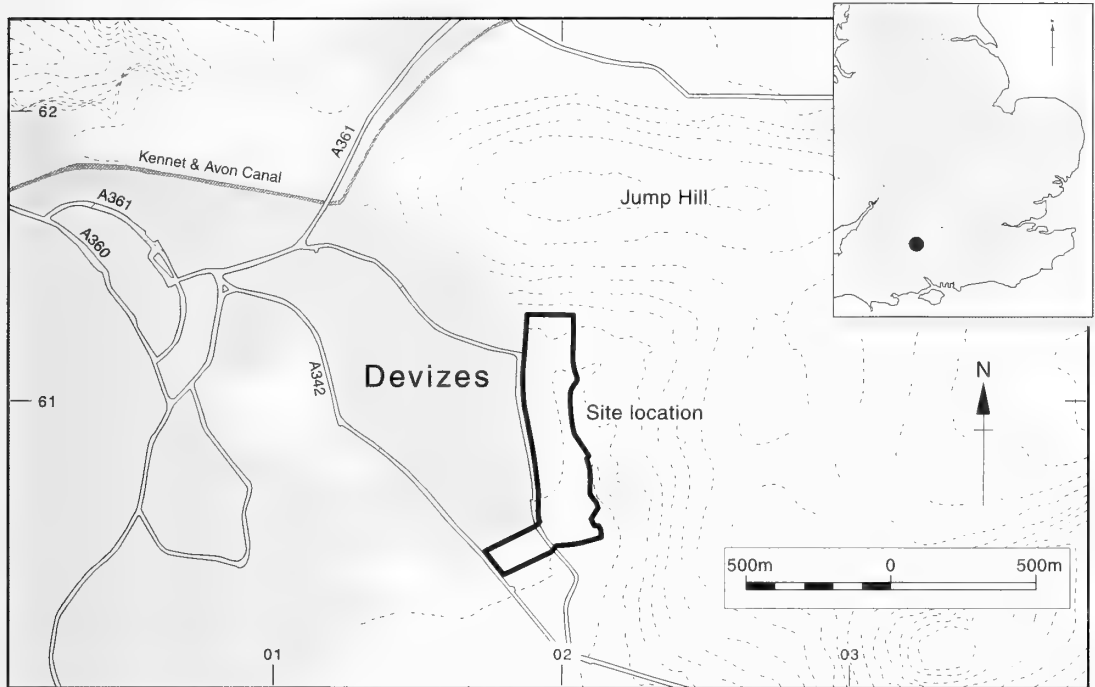 62
A361
Kennet & Avon Canal
A361
A360
Jump Hill
Devizes
A342
61
Site location
N
500m 0 500m
01
02
03